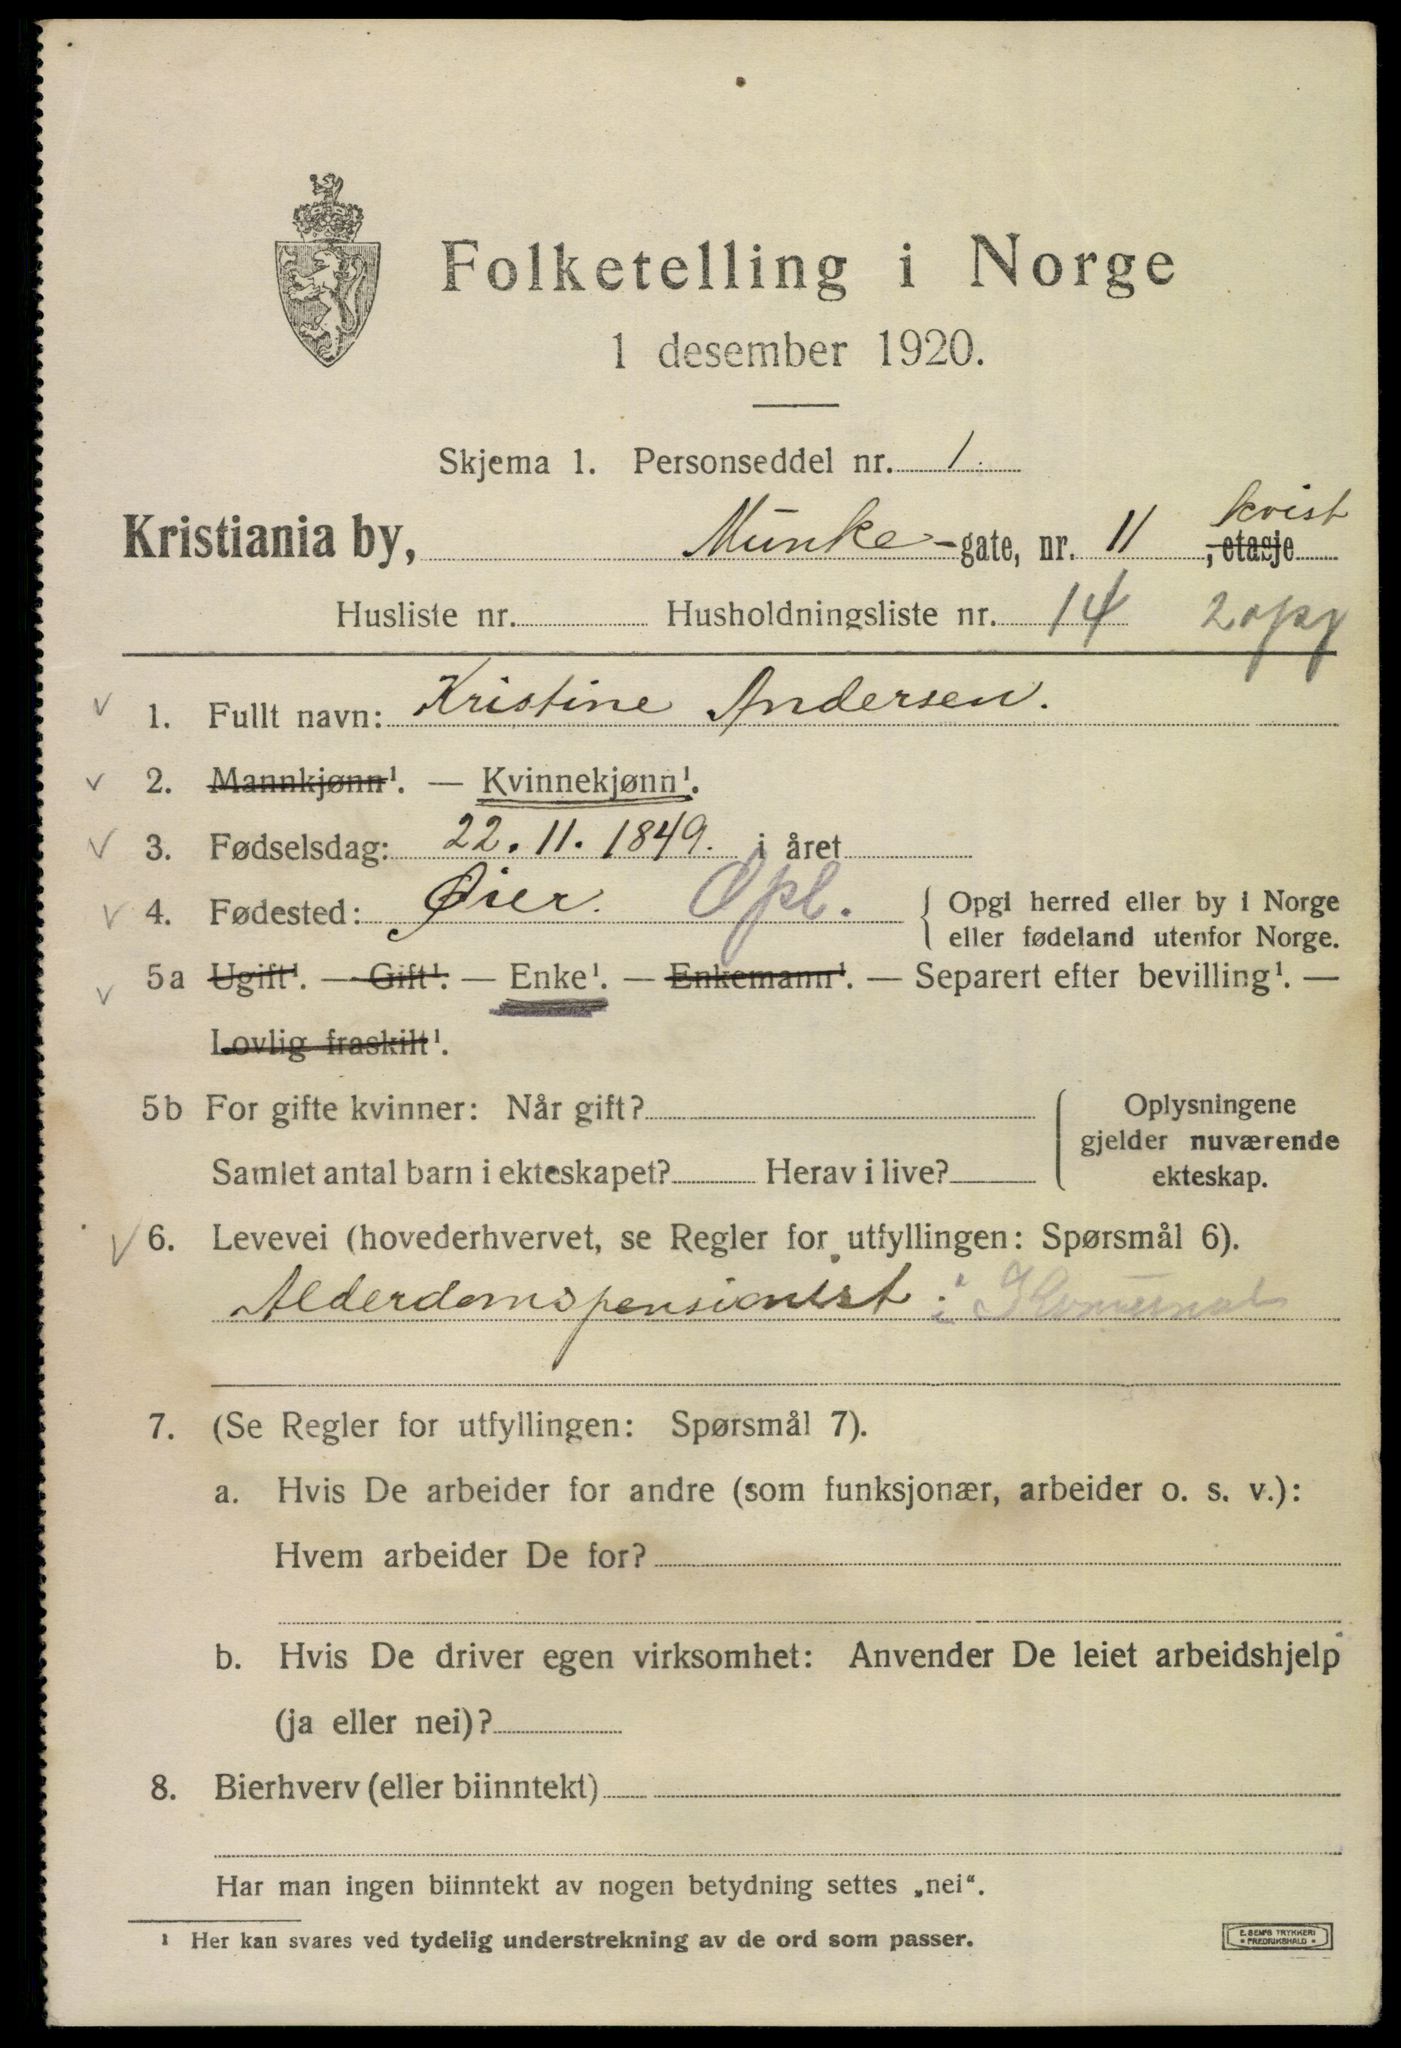 Folketelling i Norge
1 desember 1920.
Skjema 1. Personseddel nr. 1.
kvist
Kristiania by, Munke-gate, nr. 11, etasje
Husliste nr. Husholdningsliste nr. 14 2 opg
1. Fullt navn: Kristine Andersen.
2. Mannkjønn¹. — Kvinnekjønn¹.
3. Fødselsdag: 22. 11. 1849. i året
4. Fødested: Øier. Opl. { Opgi herred eller by i Norge
eller fødeland utenfor Norge.
5a Ugift¹. — Gift¹. — Enke¹. — Enkemann¹. — Separert efter bevilling¹. —
Lovlig fraskilt¹.
5b For gifte kvinner: Når gift? Oplysningene
gjelder nuværende
Samlet antal barn i ekteskapet? Herav i live? ekteskap.
6. Levevei (hovederhvervet, se Regler for utfyllingen: Spørsmål 6).
Alderdomspensionist. i Komunal
7. (Se Regler for utfyllingen: Spørsmål 7).
a. Hvis De arbeider for andre (som funksjonær, arbeider o. s. v.):
Hvem arbeider De for?
b. Hvis De driver egen virksomhet: Anvender De leiet arbeidshjelp
(ja eller nei)?
8. Bierhverv (eller biinntekt)
Har man ingen biinntekt av nogen betydning settes „nei“.
¹ Her kan svares ved tydelig understrekning av de ord som passer.
E. SEM'S TRYKKERI
• FREDRIKSHALD •